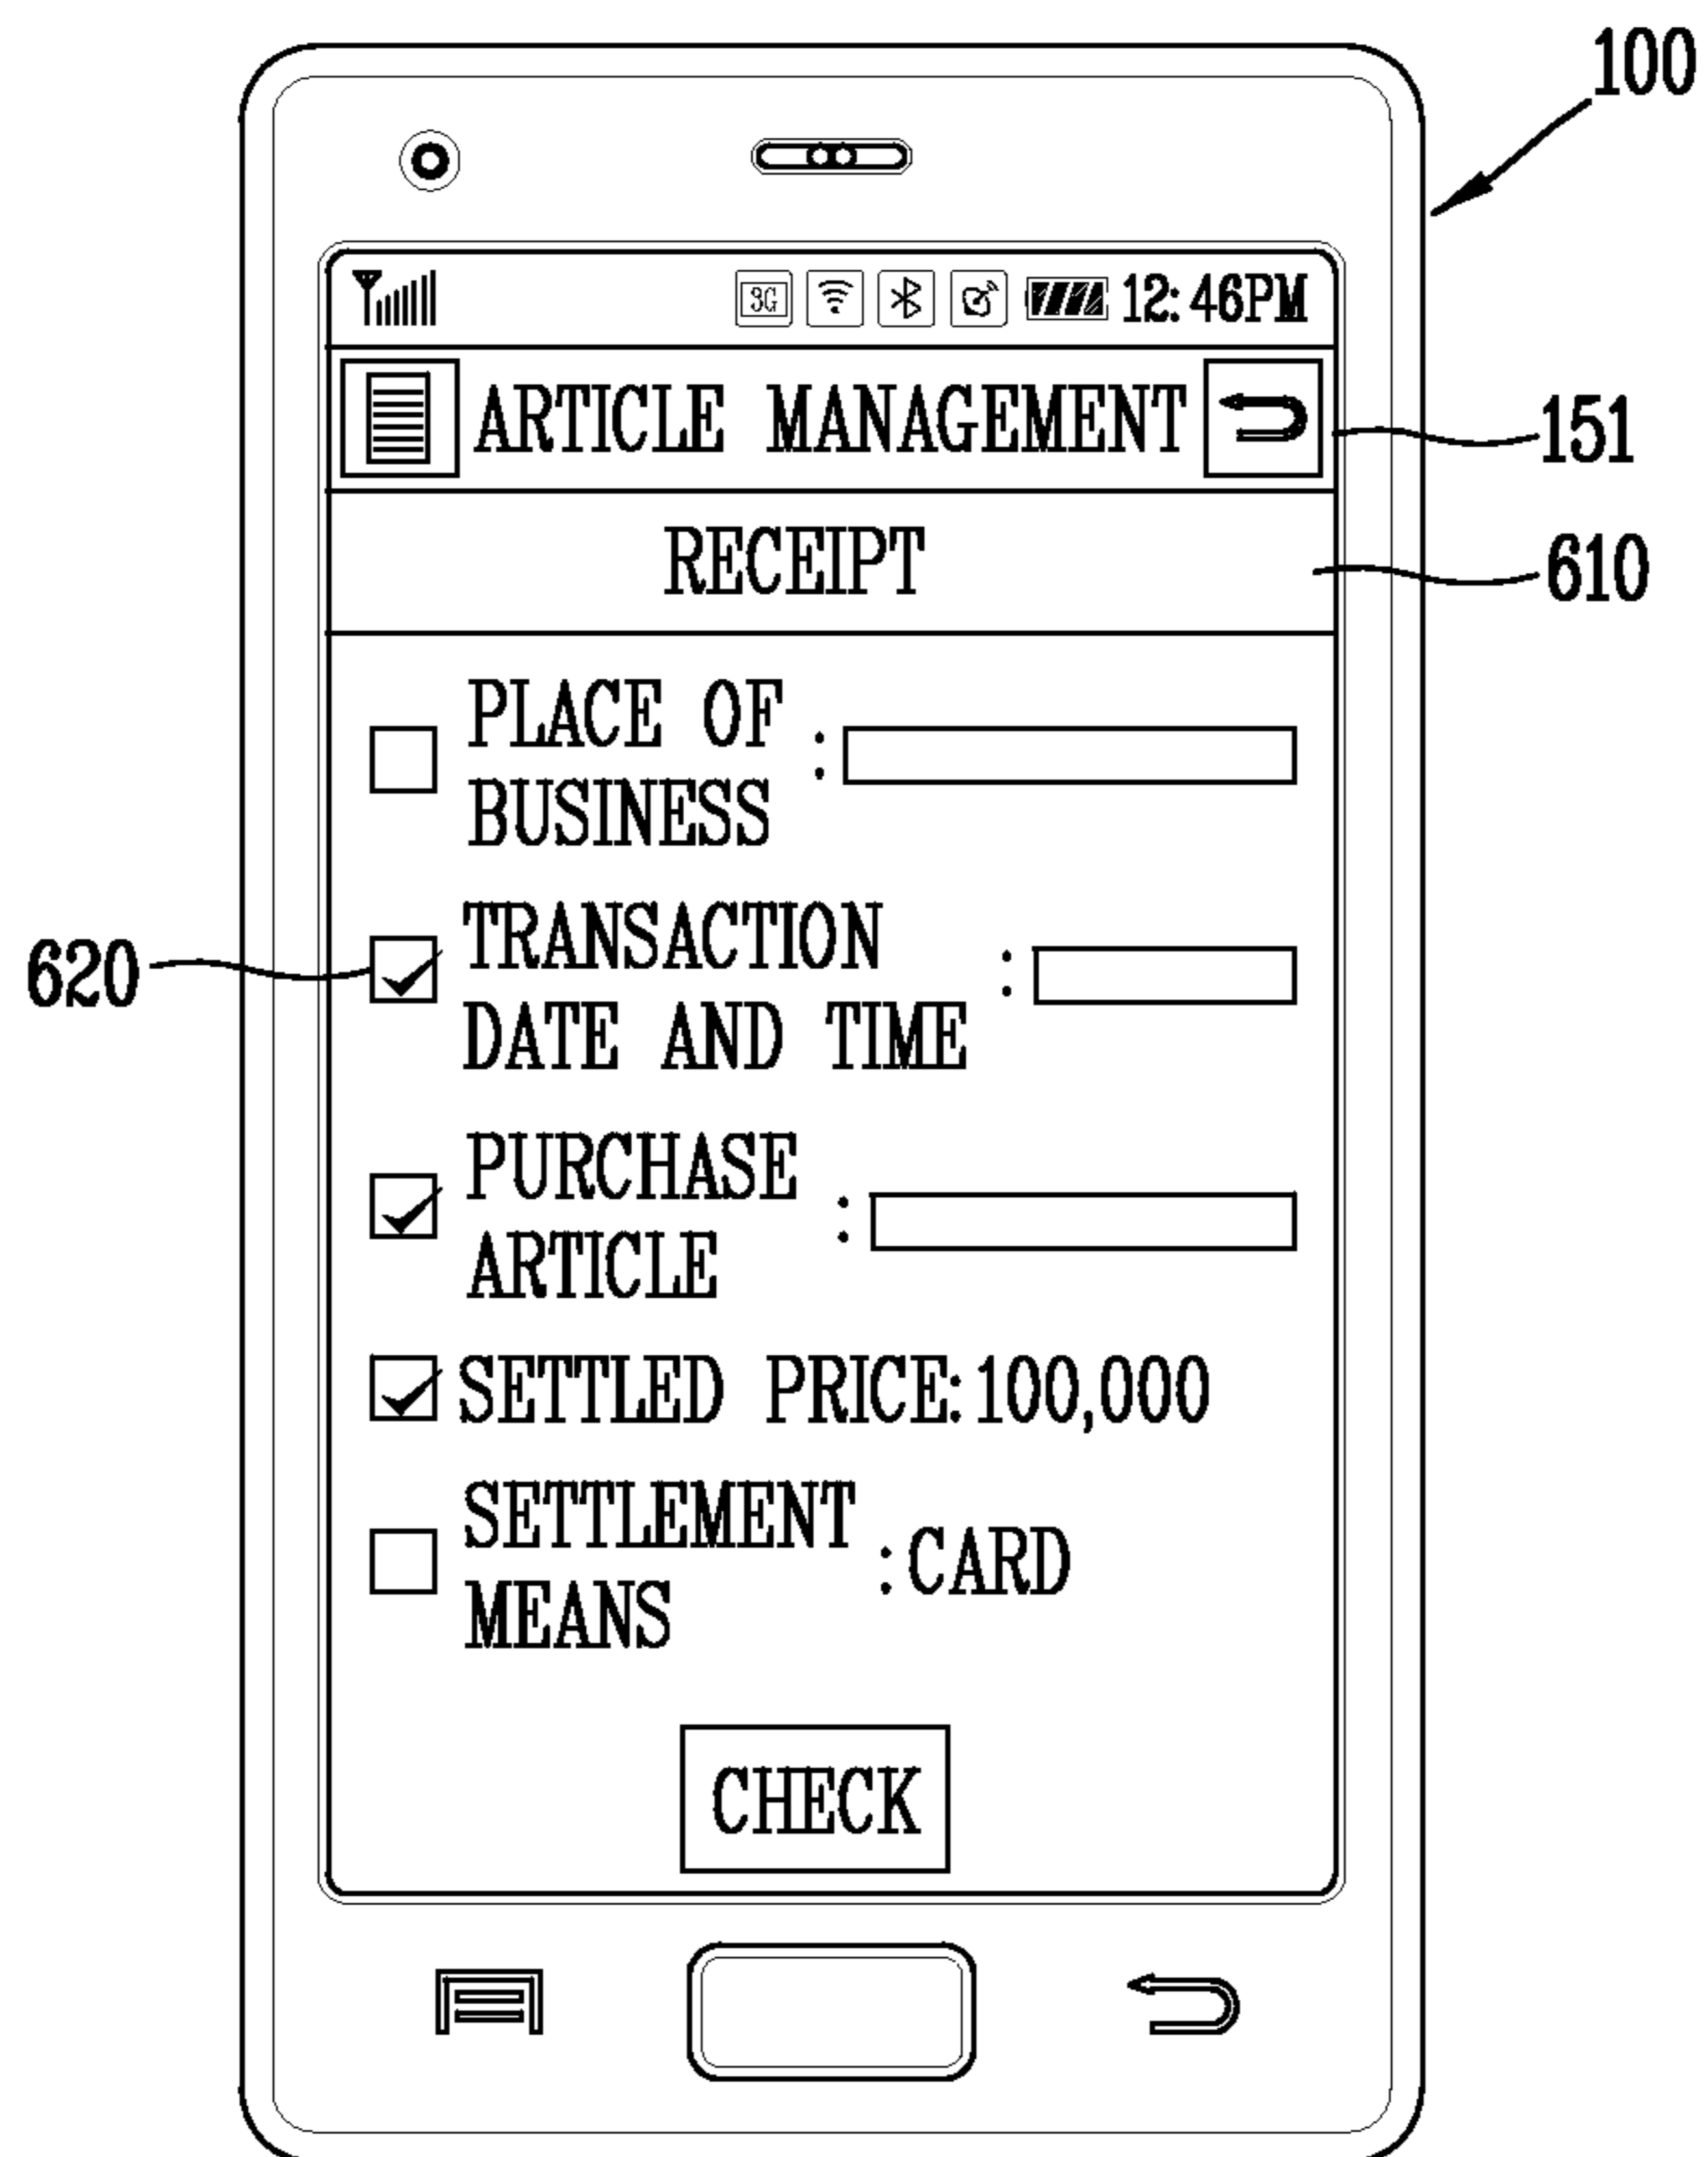 100
3G 12:46PM
ARTICLE MANAGEMENT
151
RECEIPT
610
PLACE OF
BUSINESS :
620
TRANSACTION
DATE AND TIME :
PURCHASE
ARTICLE :
SETTLED PRICE:100,000
SETTLEMENT
MEANS :CARD
CHECK